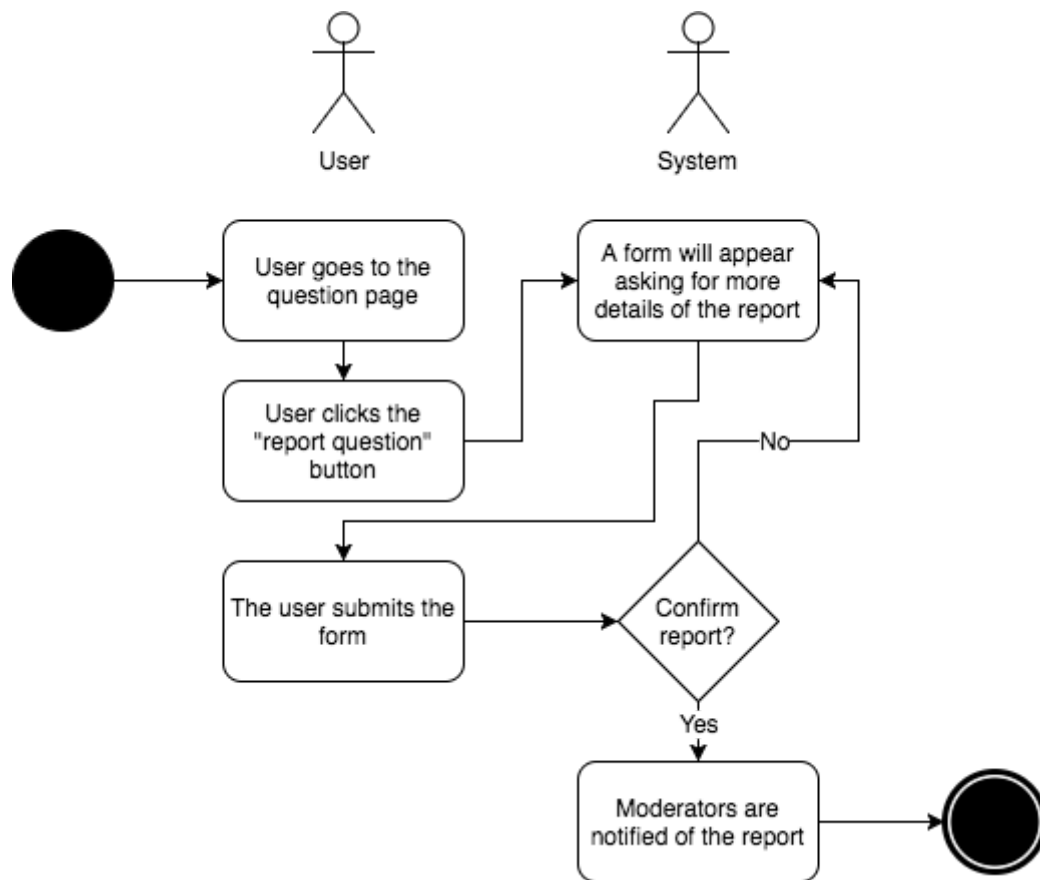 User
System
User goes to the
question page
A form will appear
asking for more
details of the report
User clicks the
"report question"
button
No
The user submits the
form
Confirm
report?
Yes
Moderators are
notified of the report